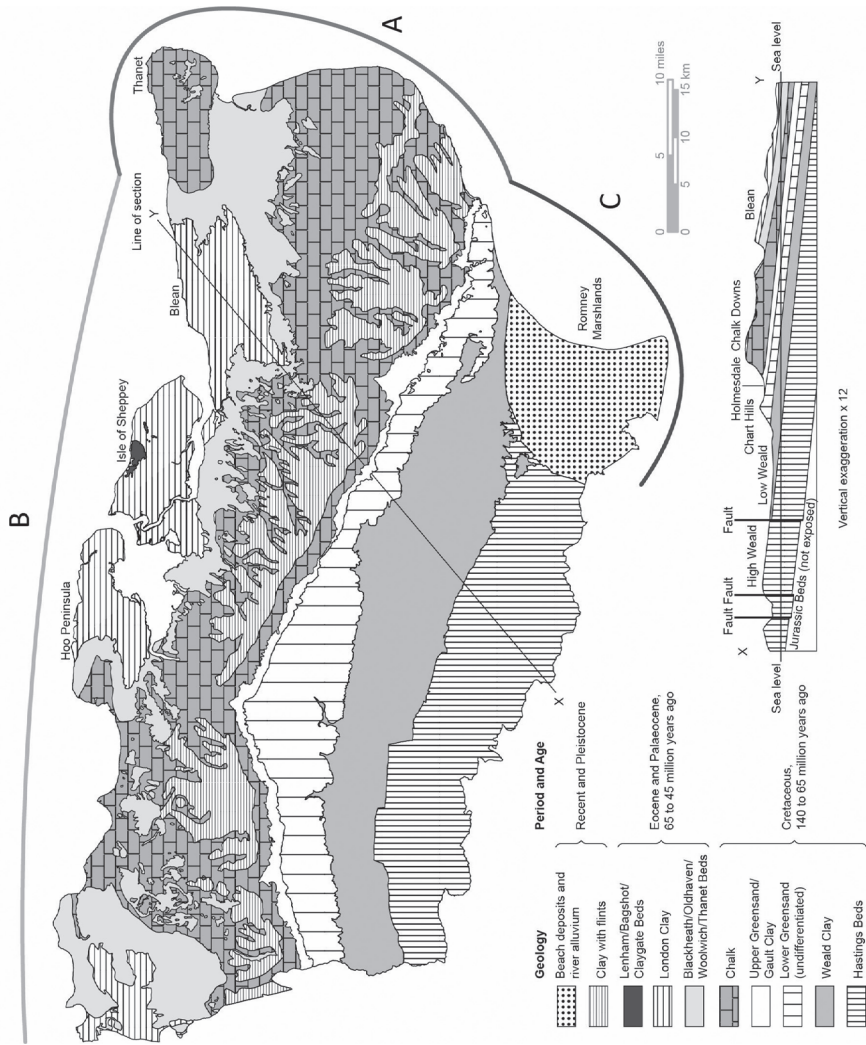 A
B
C
Thanet
Line of section
Y
Blean
Isle of Sheppey
Hoo Peninsula
Romney
Marshlands
X
0 5 10 miles
0 5 10 15 km
Geology
Period and Age
Beach deposits and
river alluvium
Clay with flints
Recent and Pleistocene
Lenham/Bagshot/
Claygate Beds
London Clay
Blackheath/Oldhaven/
Woolwich/Thanet Beds
Eocene and Palaeocene,
65 to 45 million years ago
Chalk
Upper Greensand/
Gault Clay
Lower Greensand
(undifferentiated)
Weald Clay
Hastings Beds
Cretaceous,
140 to 65 million years ago
X
Sea level
Fault Fault
High Weald
Fault
Low Weald
Chart Hills
Holmesdale
Chalk Downs
Blean
Y
Sea level
Jurassic Beds (not exposed)
Vertical exaggeration x 12